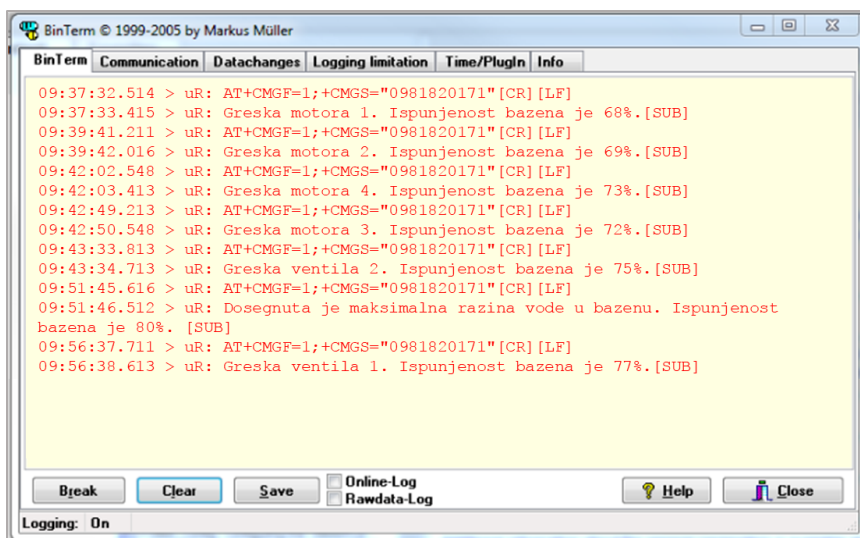 BinTerm © 1999-2005 by Markus Müller
BinTerm Communication Datachanges Logging limitation Time/PlugIn Info
09:37:32.514 > uR: AT+CMGF=1;+CMGS="0981820171"[CR][LF]
09:37:33.415 > uR: Greska motora 1. Ispunjenost bazena je 68%.[SUB]
09:39:41.211 > uR: AT+CMGF=1;+CMGS="0981820171"[CR][LF]
09:39:42.016 > uR: Greska motora 2. Ispunjenost bazena je 69%.[SUB]
09:42:02.548 > uR: AT+CMGF=1;+CMGS="0981820171"[CR][LF]
09:42:03.413 > uR: Greska motora 4. Ispunjenost bazena je 73%.[SUB]
09:42:49.213 > uR: AT+CMGF=1;+CMGS="0981820171"[CR][LF]
09:42:50.548 > uR: Greska motora 3. Ispunjenost bazena je 72%.[SUB]
09:43:33.813 > uR: AT+CMGF=1;+CMGS="0981820171"[CR][LF]
09:43:34.713 > uR: Greska ventila 2. Ispunjenost bazena je 75%.[SUB]
09:51:45.616 > uR: AT+CMGF=1;+CMGS="0981820171"[CR][LF]
09:51:46.512 > uR: Dosegnuta je maksimalna razina vode u bazenu. Ispunjenost
bazena je 80%. [SUB]
09:56:37.711 > uR: AT+CMGF=1;+CMGS="0981820171"[CR][LF]
09:56:38.613 > uR: Greska ventila 1. Ispunjenost bazena je 77%.[SUB]
Break Clear Save Online-Log Help Close
Rawdata-Log
Logging: On